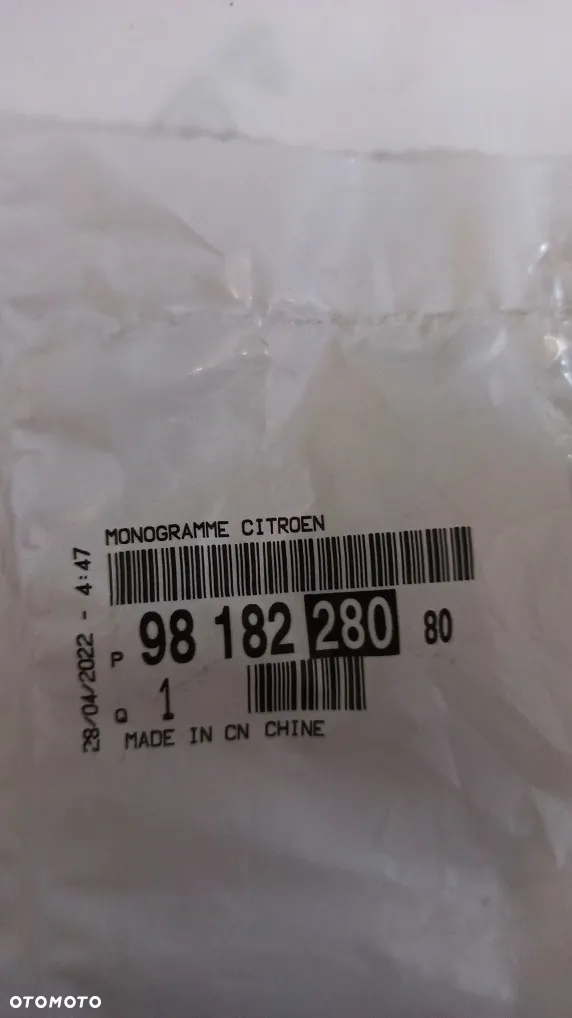 MONOGRAMME CITROEN
28/04/2022 - 4:47
P 98 182 280 80
Q 1
MADE IN CN CHINE
OTOMOTO